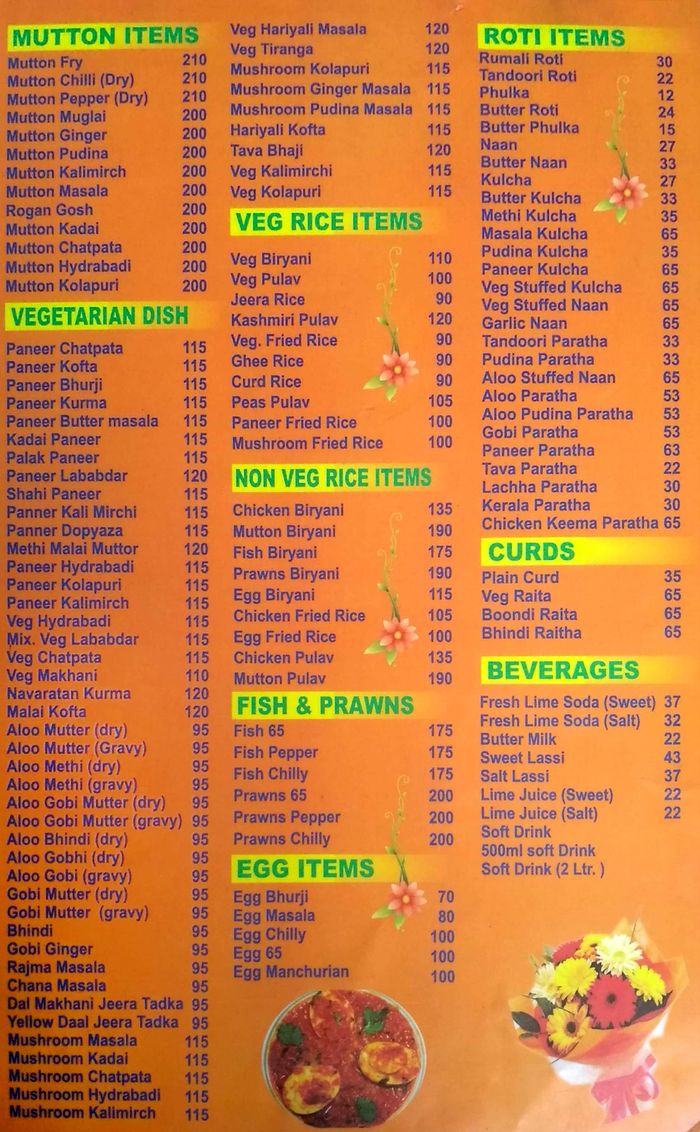 MUTTON ITEMS
Mutton Fry 210
Mutton Chilli (Dry) 210
Mutton Pepper (Dry) 210
Mutton Muglai 200
Mutton Ginger 200
Mutton Pudina 200
Mutton Kalimirch 200
Mutton Masala 200
Rogan Gosh 200
Mutton Kadai 200
Mutton Chatpata 200
Mutton Hydrabadi 200
Mutton Kolapuri 200
VEGETARIAN DISH
Paneer Chatpata 115
Paneer Kofta 115
Paneer Bhurji 115
Paneer Kurma 115
Paneer Butter masala 115
Kadai Paneer 115
Palak Paneer 115
Paneer Lababdar 120
Shahi Paneer 115
Panner Kali Mirchi 115
Panner Dopyaza 115
Methi Malai Muttor 120
Paneer Hydrabadi 115
Paneer Kolapuri 115
Paneer Kalimirch 115
Veg Hydrabadi 115
Mix. Veg Lababdar 115
Veg Chatpata 115
Veg Makhani 110
Navaratan Kurma 120
Malai Kofta 120
Aloo Mutter (dry) 95
Aloo Mutter (Gravy) 95
Aloo Methi (dry) 95
Aloo Methi (gravy) 95
Aloo Gobi Mutter (dry) 95
Aloo Gobi Mutter (gravy) 95
Aloo Bhindi (dry) 95
Aloo Gobhi (dry) 95
Aloo Gobi (gravy) 95
Gobi Mutter (dry) 95
Gobi Mutter (gravy) 95
Bhindi 95
Gobi Ginger 95
Rajma Masala 95
Chana Masala 95
Dal Makhani Jeera Tadka 95
Yellow Daal Jeera Tadka 95
Mushroom Masala 115
Mushroom Kadai 115
Mushroom Chatpata 115
Mushroom Hydrabadi 115
Mushroom Kalimirch 115
Veg Hariyali Masala 120
Veg Tiranga 120
Mushroom Kolapuri 115
Mushroom Ginger Masala 115
Mushroom Pudina Masala 115
Hariyali Kofta 115
Tava Bhaji 120
Veg Kalimirchi 115
Veg Kolapuri 115
VEG RICE ITEMS
Veg Biryani 110
Veg Pulav 100
Jeera Rice 90
Kashmiri Pulav 120
Veg. Fried Rice 90
Ghee Rice 90
Curd Rice 90
Peas Pulav 105
Paneer Fried Rice 100
Mushroom Fried Rice 100
NON VEG RICE ITEMS
Chicken Biryani 135
Mutton Biryani 190
Fish Biryani 175
Prawns Biryani 190
Egg Biryani 115
Chicken Fried Rice 105
Egg Fried Rice 100
Chicken Pulav 135
Mutton Pulav 190
FISH & PRAWNS
Fish 65 175
Fish Pepper 175
Fish Chilly 175
Prawns 65 200
Prawns Pepper 200
Prawns Chilly 200
EGG ITEMS
Egg Bhurji 70
Egg Masala 80
Egg Chilly 100
Egg 65 100
Egg Manchurian 100
ROTI ITEMS
Rumali Roti 30
Tandoori Roti 22
Phulka 12
Butter Roti 24
Butter Phulka 15
Naan 27
Butter Naan 33
Kulcha 27
Butter Kulcha 33
Methi Kulcha 35
Masala Kulcha 65
Pudina Kulcha 35
Paneer Kulcha 65
Veg Stuffed Kulcha 65
Veg Stuffed Naan 65
Garlic Naan 65
Tandoori Paratha 33
Pudina Paratha 33
Aloo Stuffed Naan 65
Aloo Paratha 53
Aloo Pudina Paratha 53
Gobi Paratha 53
Paneer Paratha 63
Tava Paratha 22
Lachha Paratha 30
Kerala Paratha 30
Chicken Keema Paratha 65
CURDS
Plain Curd 35
Veg Raita 65
Boondi Raita 65
Bhindi Raitha 65
BEVERAGES
Fresh Lime Soda (Sweet) 37
Fresh Lime Soda (Salt) 32
Butter Milk 22
Sweet Lassi 43
Salt Lassi 37
Lime Juice (Sweet) 22
Lime Juice (Salt) 22
Soft Drink
500ml soft Drink
Soft Drink (2 Ltr. )